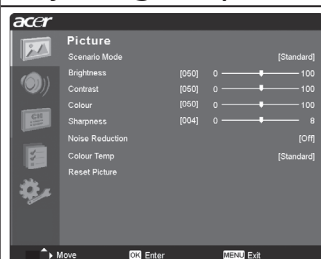 acer
Picture
Scenario Mode [Standard]
Brightness [050] 0 100
Contrast [050] 0 100
Colour [050] 0 100
Sharpness [004] 0 8
Noise Reduction [Off]
Colour Temp [Standard]
Reset Picture
CH
Move OK Enter MENU Exit